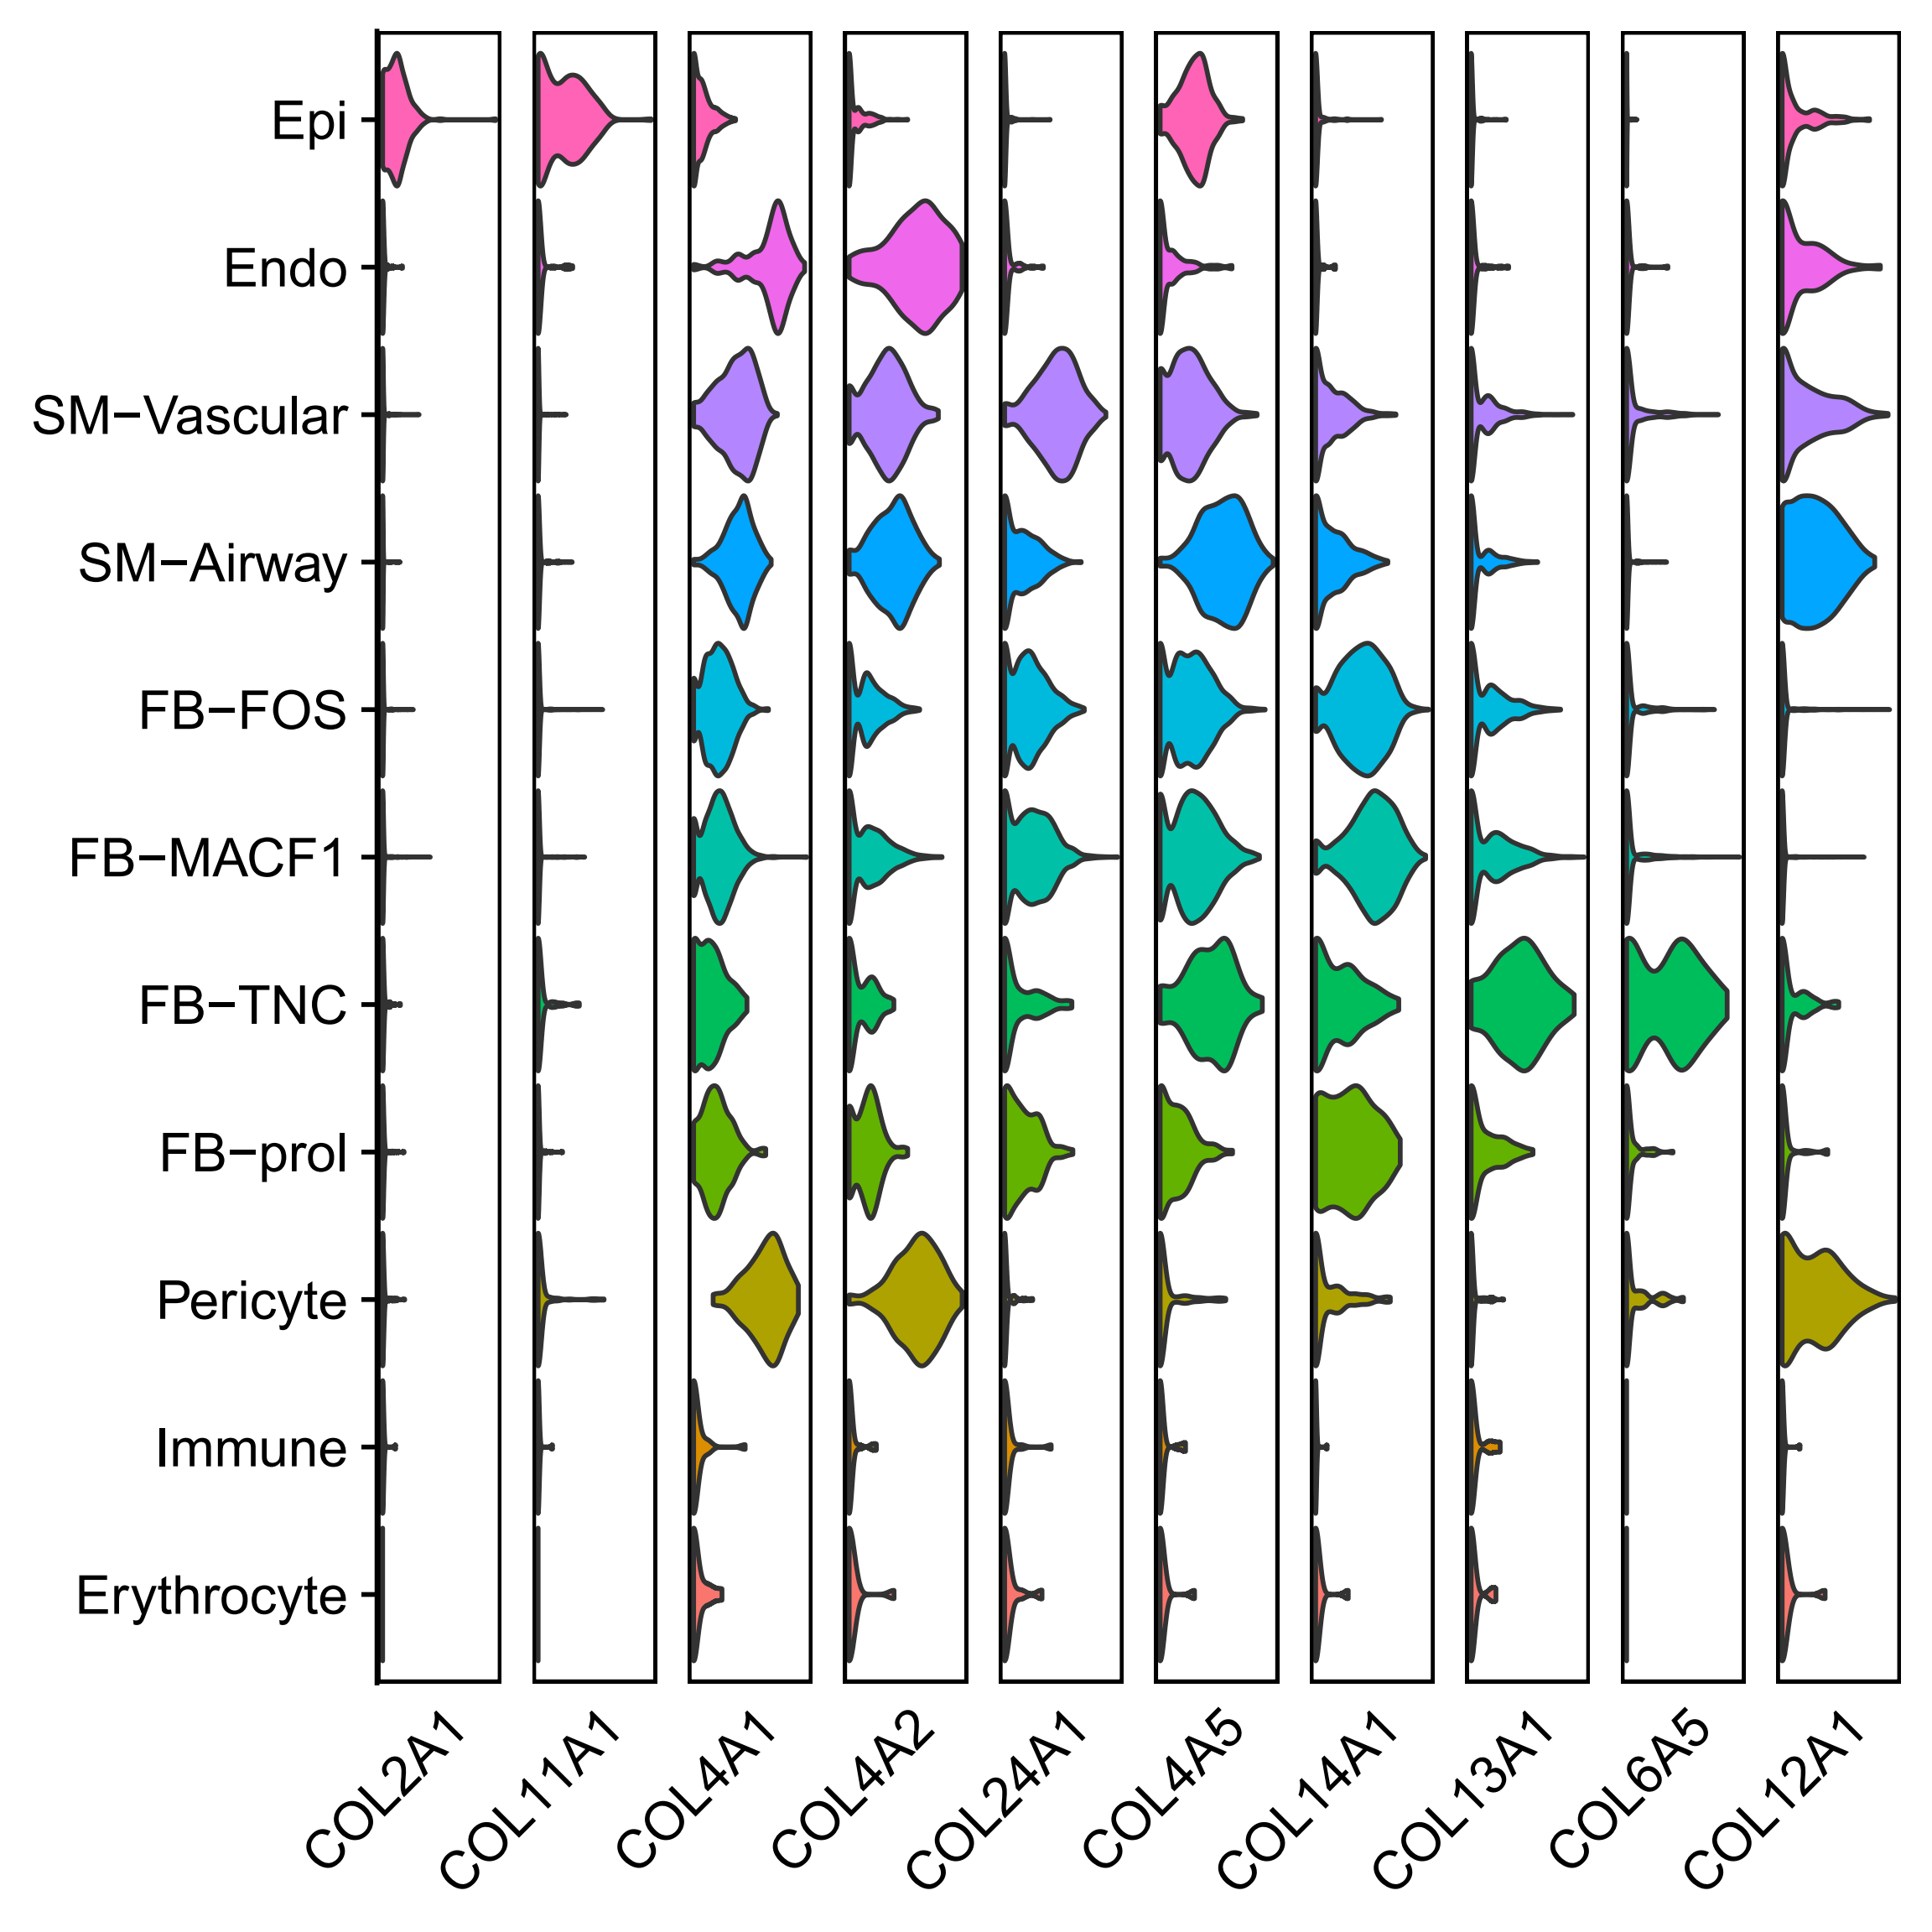 Epi
Endo
SM−Vascular
SM−Airway
FB−FOS
FB−MACF1
FB−TNC
FB−prol
Pericyte
Immune
Erythrocyte
COL2A1
COL11A1
COL4A1
COL4A2
COL24A1
COL4A5
COL14A1
COL13A1
COL6A5
COL12A1